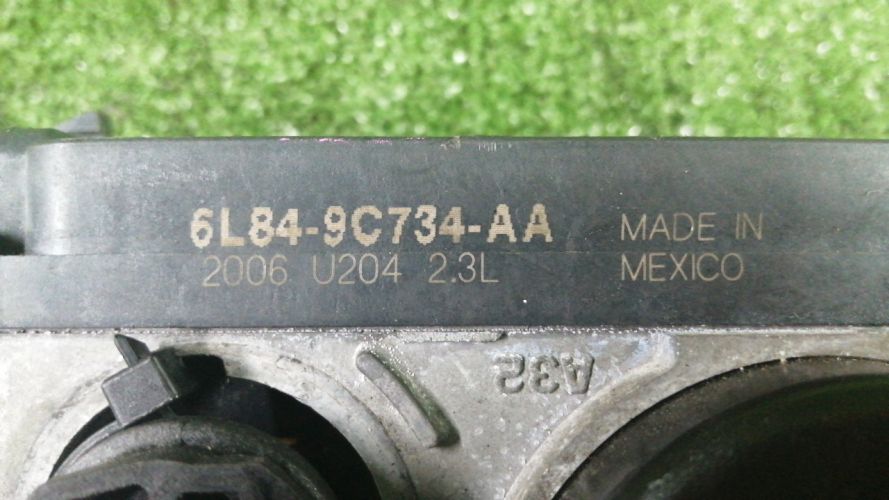 6L84-9C734-AA
2006 U204 2.3L
MADE IN
MEXICO
A32